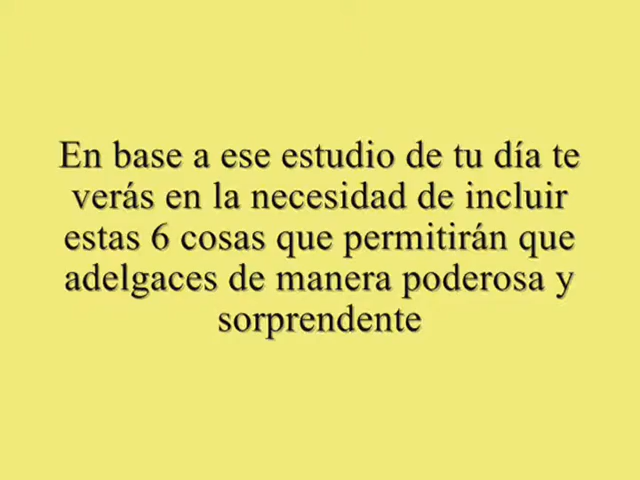 En base a ese estudio de tu día te
verás en la necesidad de incluir
estas 6 cosas que permitirán que
adelgaces de manera poderosa y
sorprendente